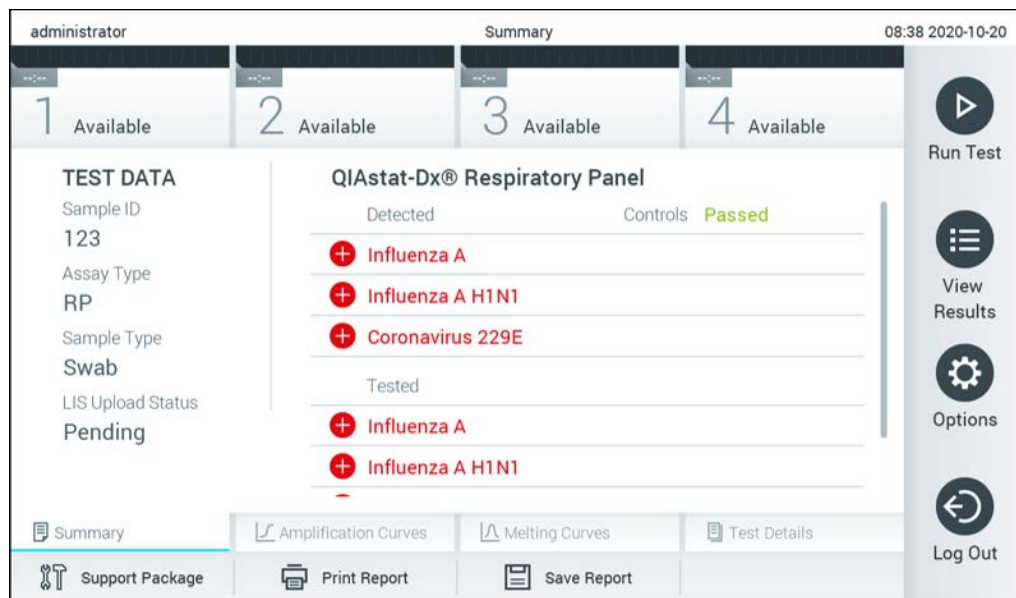 administrator Summary 08:38 2020-10-20
--:-- --:-- --:-- --:--
1 Available 2 Available 3 Available 4 Available
Run Test
TEST DATA
Sample ID
123
Assay Type
RP
Sample Type
Swab
LIS Upload Status
Pending
QIAstat-Dx® Respiratory Panel
Detected Controls Passed
Influenza A
Influenza A H1N1
Coronavirus 229E
Tested
Influenza A
Influenza A H1N1
View
Results
Options
Log Out
Summary Amplification Curves Melting Curves Test Details
Support Package Print Report Save Report